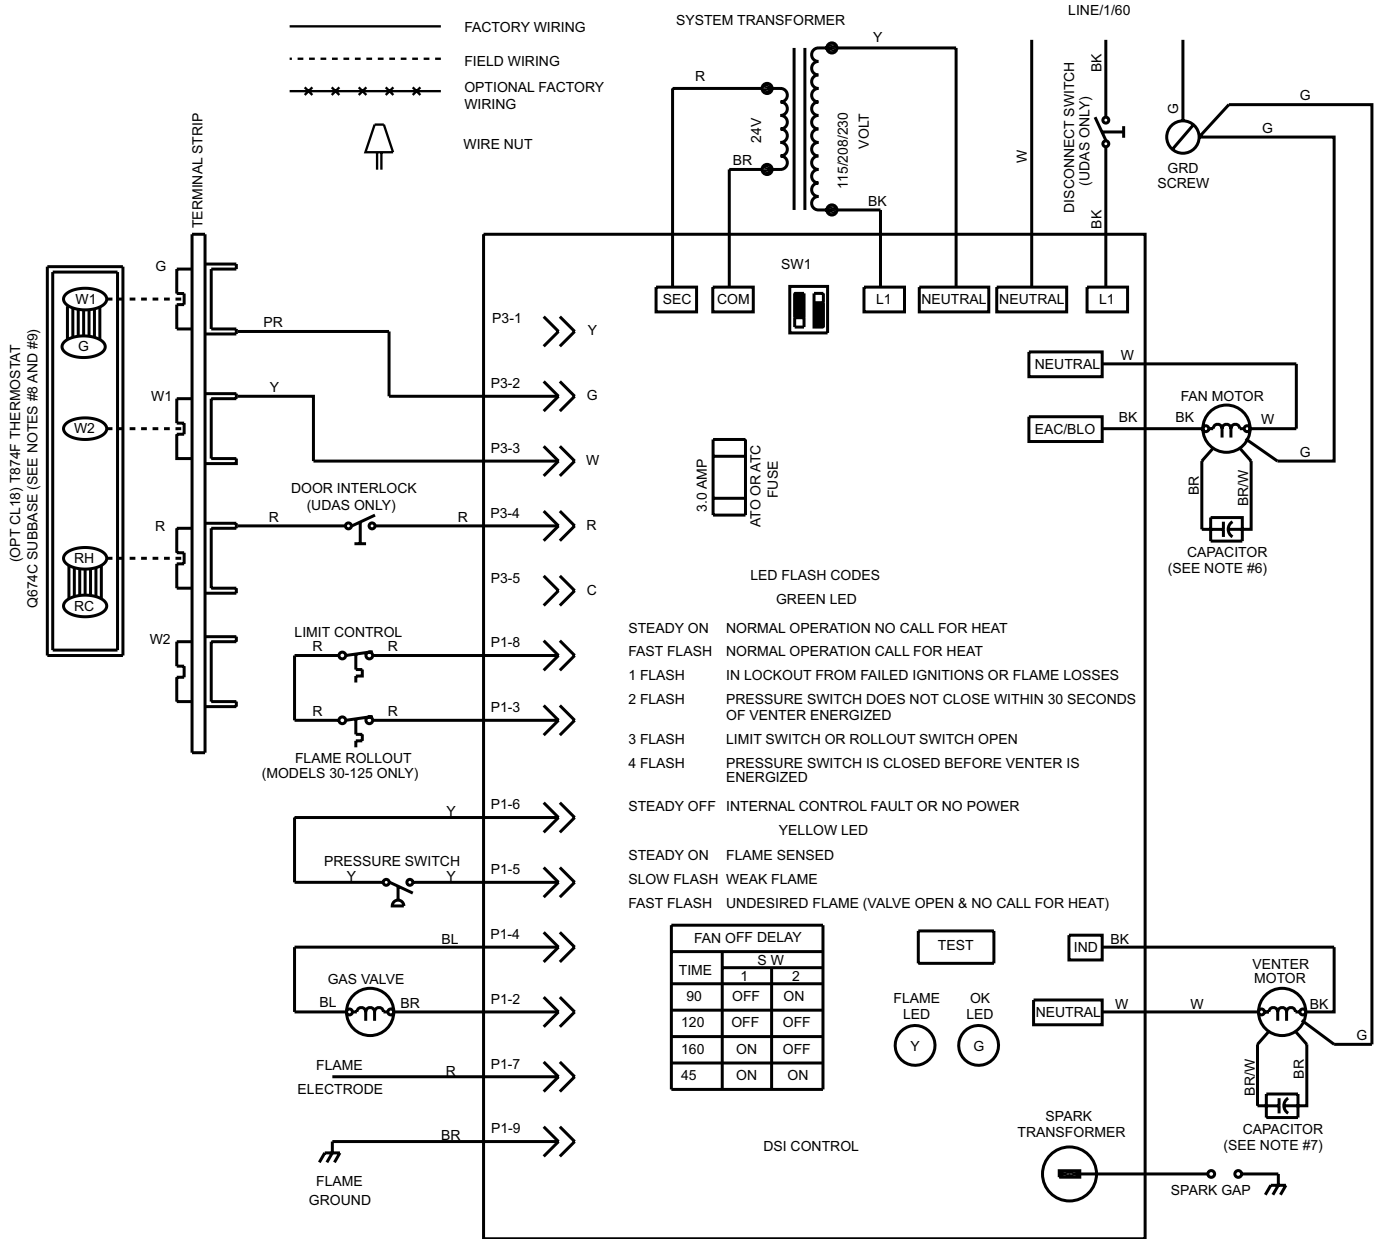 LINE/1/60
SYSTEM TRANSFORMER
FACTORY WIRING
FIELD WIRING
OPTIONAL FACTORY
WIRING
WIRE NUT
Y
R
24V
BR
115/208/230
VOLT
BK
W
BK
DISCONNECT SWITCH
(UDAS ONLY)
BK
G
G
G
GRD
SCREW
TERMINAL STRIP
(OPT CL18) T874F THERMOSTAT
Q674C SUBBASE (SEE NOTES #8 AND #9)
W1
G
W2
RH
RC
G
W1
R
W2
PR
Y
DOOR INTERLOCK
(UDAS ONLY)
R
R
LIMIT CONTROL
R
R
R
R
FLAME ROLLOUT
(MODELS 30-125 ONLY)
Y
PRESSURE SWITCH
Y
Y
BL
GAS VALVE
BL
BR
FLAME
ELECTRODE
R
BR
FLAME
GROUND
P3-1
Y
P3-2
G
P3-3
W
P3-4
R
P3-5
C
P1-8
P1-3
P1-6
P1-5
P1-4
P1-2
P1-7
P1-9
SEC
COM
SW1
L1
NEUTRAL
NEUTRAL
L1
NEUTRAL
W
EAC/BLO
BK
BK
FAN MOTOR
W
G
BR
BR/W
CAPACITOR
(SEE NOTE #6)
3.0 AMP
ATO OR ATC
FUSE
LED FLASH CODES
GREEN LED
STEADY ON NORMAL OPERATION NO CALL FOR HEAT
FAST FLASH NORMAL OPERATION CALL FOR HEAT
1 FLASH IN LOCKOUT FROM FAILED IGNITIONS OR FLAME LOSSES
2 FLASH PRESSURE SWITCH DOES NOT CLOSE WITHIN 30 SECONDS
OF VENTER ENERGIZED
3 FLASH LIMIT SWITCH OR ROLLOUT SWITCH OPEN
4 FLASH PRESSURE SWITCH IS CLOSED BEFORE VENTER IS
ENERGIZED
STEADY OFF INTERNAL CONTROL FAULT OR NO POWER
YELLOW LED
STEADY ON FLAME SENSED
SLOW FLASH WEAK FLAME
FAST FLASH UNDESIRED FLAME (VALVE OPEN & NO CALL FOR HEAT)
FAN OFF DELAY
TIME
S W
1 2
90 OFF ON
120 OFF OFF
160 ON OFF
45 ON ON
TEST
FLAME
LED
Y
OK
LED
G
IND
BK
NEUTRAL
W
W
VENTER
MOTOR
BK
G
BR/W
BR
CAPACITOR
(SEE NOTE #7)
SPARK
TRANSFORMER
SPARK GAP
DSI CONTROL